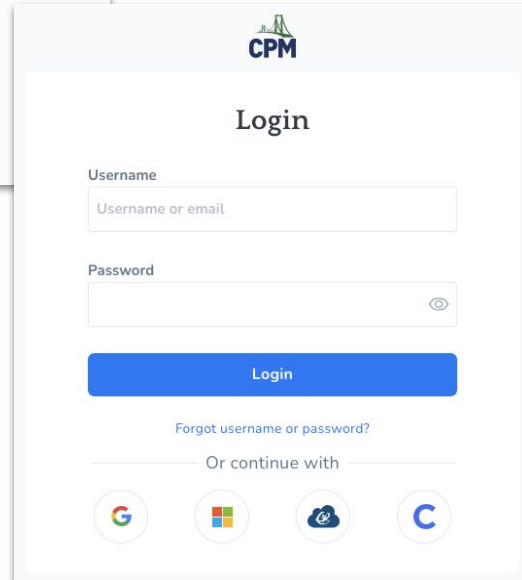 CPM
Login
Username
Username or email
Password
Login
Forgot username or password?
Or continue with